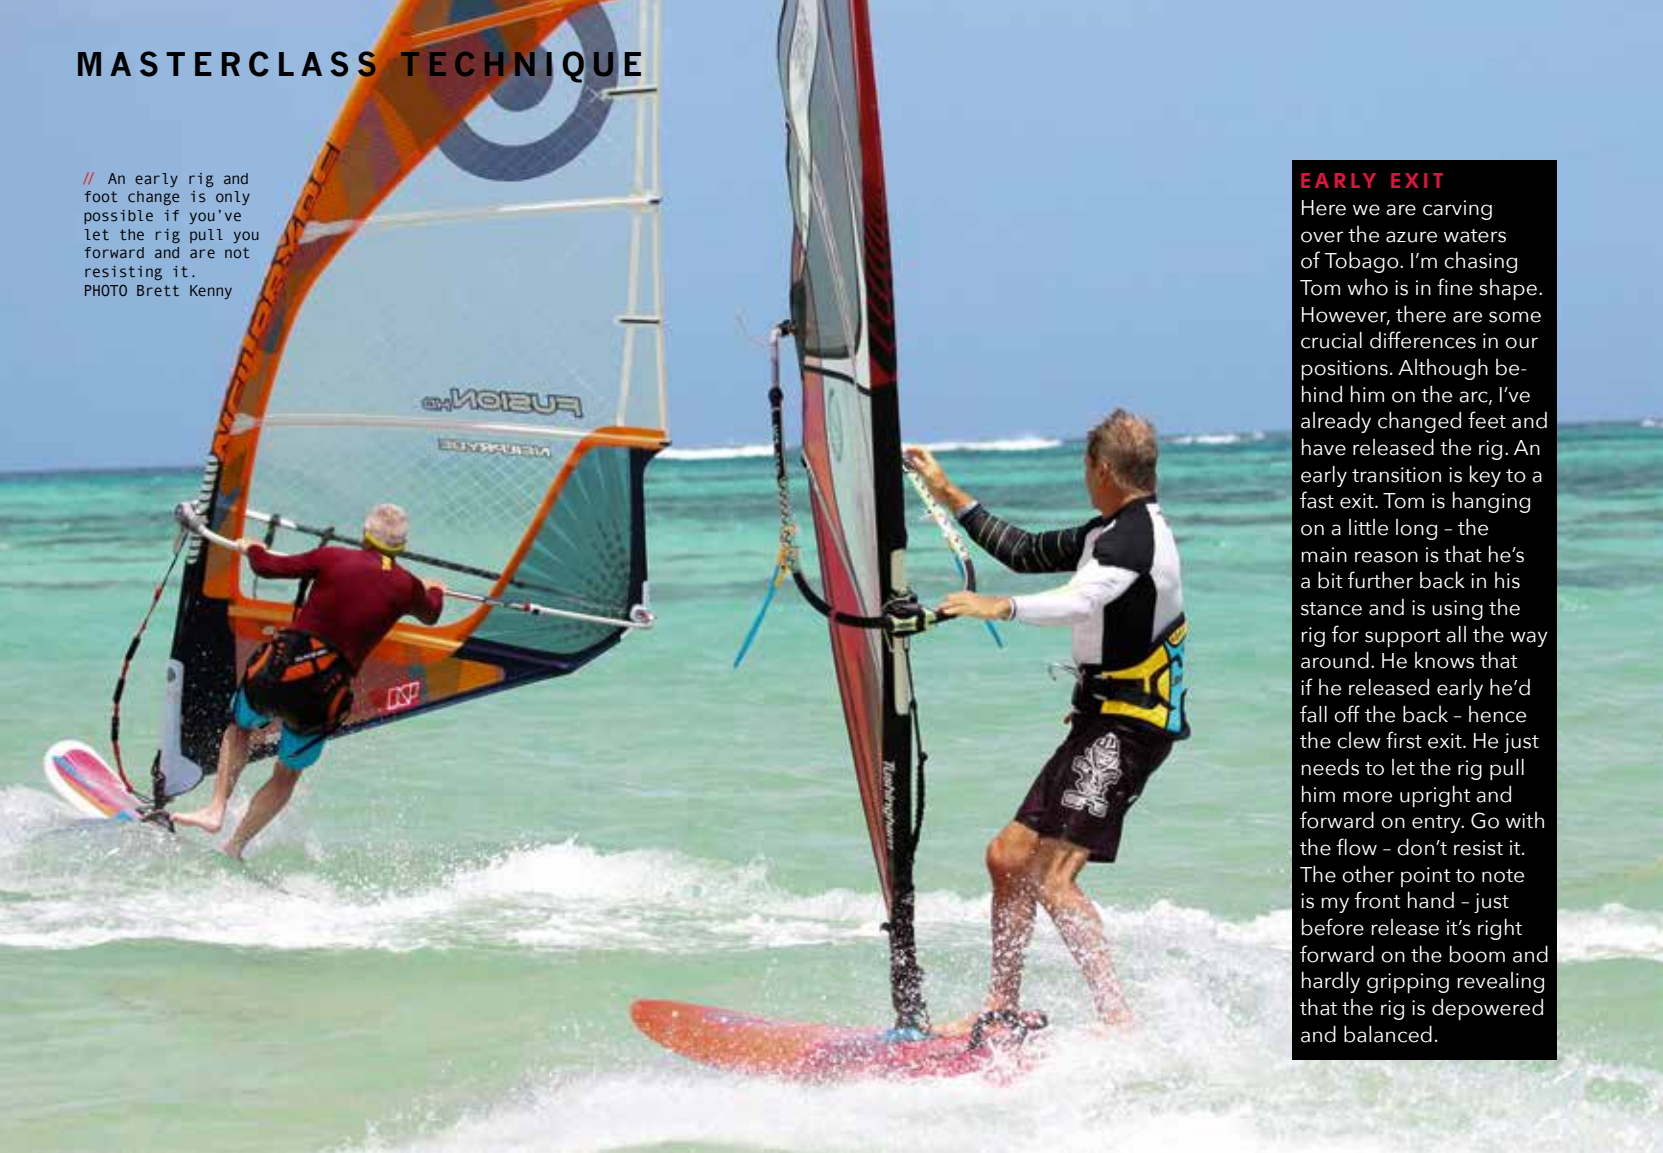 MASTERCLASS TECHNIQUE
// An early rig and
foot change is only
possible if you've
let the rig pull you
forward and are not
resisting it.
PHOTO Brett Kenny
FUSION HD
NEILPRYDE
EARLY EXIT
Here we are carving
over the azure waters
of Tobago. I'm chasing
Tom who is in fine shape.
However, there are some
crucial differences in our
positions. Although be-
hind him on the arc, I've
already changed feet and
have released the rig. An
early transition is key to a
fast exit. Tom is hanging
on a little long – the
main reason is that he's
a bit further back in his
stance and is using the
rig for support all the way
around. He knows that
if he released early he'd
fall off the back – hence
the clew first exit. He just
needs to let the rig pull
him more upright and
forward on entry. Go with
the flow – don't resist it.
The other point to note
is my front hand – just
before release it's right
forward on the boom and
hardly gripping revealing
that the rig is depowered
and balanced.